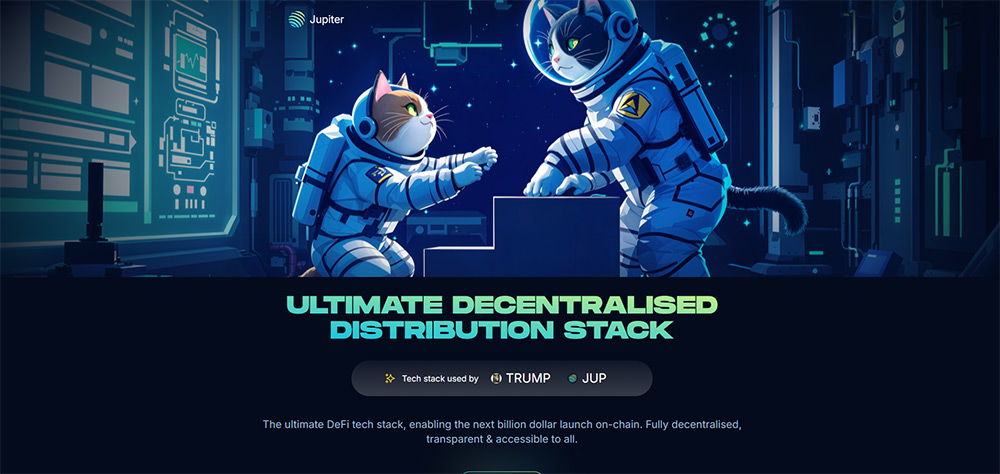 Jupiter
ULTIMATE DECENTRALISED
DISTRIBUTION STACK
Tech stack used by TRUMP JUP
The ultimate DeFi tech stack, enabling the next billion dollar launch on-chain. Fully decentralised,
transparent & accessible to all.